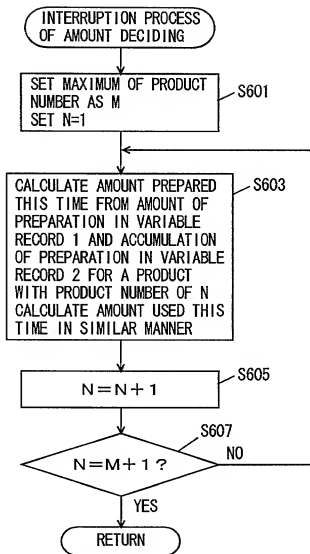 INTERRUPTION PROCESS
OF AMOUNT DECIDING
SET MAXIMUM OF PRODUCT
NUMBER AS M
SET N=1
S601
CALCULATE AMOUNT PREPARED
THIS TIME FROM AMOUNT OF
PREPARATION IN VARIABLE
RECORD 1 AND ACCUMULATION
OF PREPARATION IN VARIABLE
RECORD 2 FOR A PRODUCT
WITH PRODUCT NUMBER OF N
CALCULATE AMOUNT USED THIS
TIME IN SIMILAR MANNER
S603
N=N+1
S605
N=M+1?
S607
NO
YES
RETURN